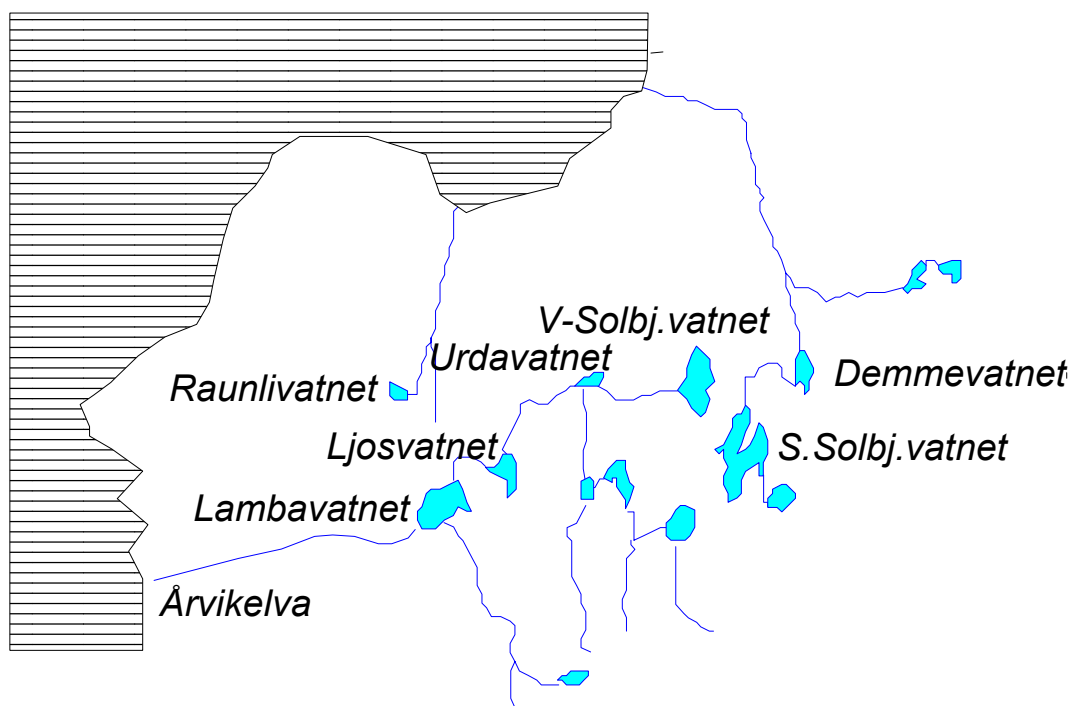 V-Solbj.vatnet
Urdavatnet
Raunlivatnet
Demmevatnet
Ljosvatnet
S.Solbj.vatnet
Lambavatnet
Årvikelva